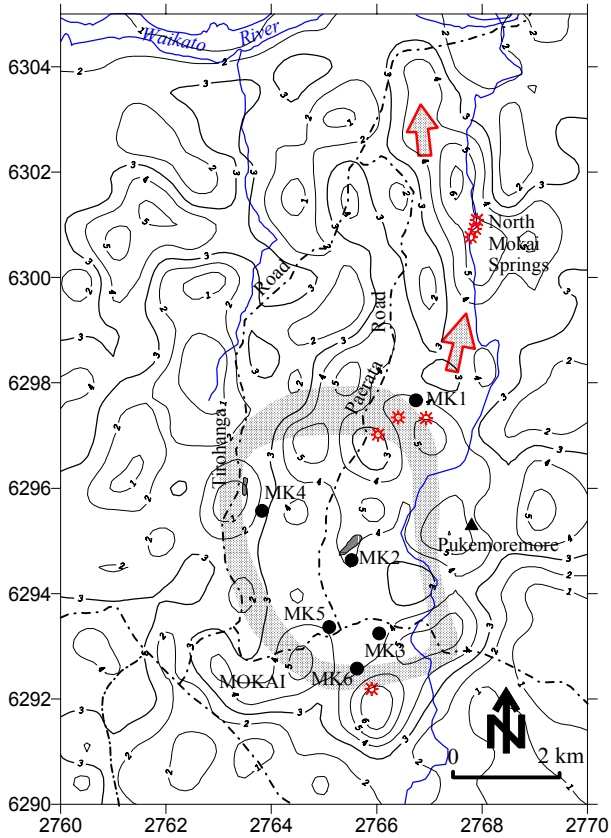 6304
6302
6300
6298
6296
6294
6292
6290
2760
2762
2764
2766
2768
2770
Waikato River
North
Mokai
Springs
Road
Road
Paerata
Tirohanga
MK1
MK4
MK2
Pukemoremore
MK5
MK3
MOKAI
MK6
N
0 2 km